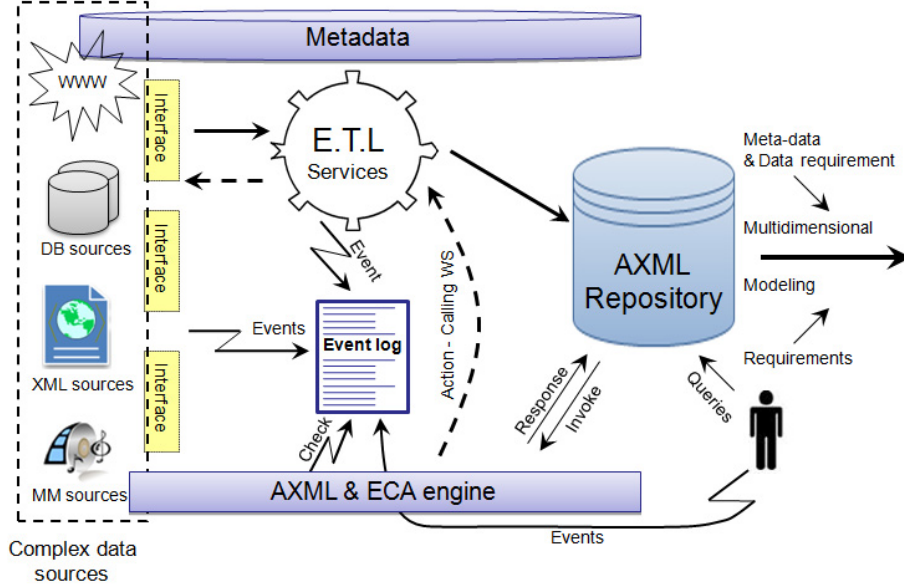 Metadata
WWW
Interface
E.T.L
Services
Meta-data
& Data requirement
DB sources
Interface
Event
Multidimensional
AXML
Repository
Modeling
Events
Event log
Action - Calling WS
XML sources
Interface
Response
Invoke
Queries
Requirements
Check
MM sources
AXML & ECA engine
Events
Complex data
sources